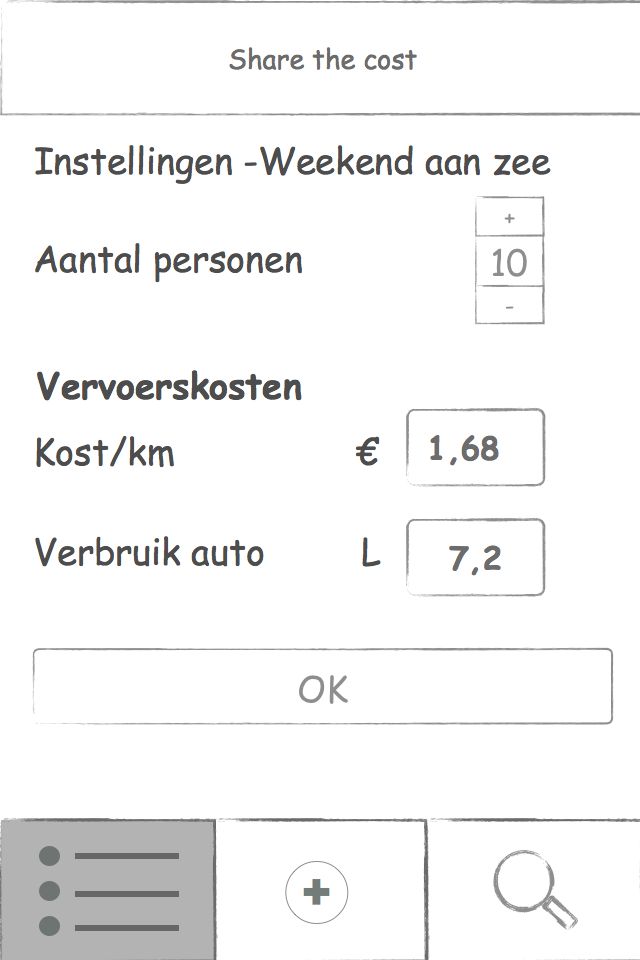 Share the cost
Instellingen -Weekend aan zee
+
Aantal personen 10
-
Vervoerskosten
Kost/km € 1,68
Verbruik auto L 7,2
OK